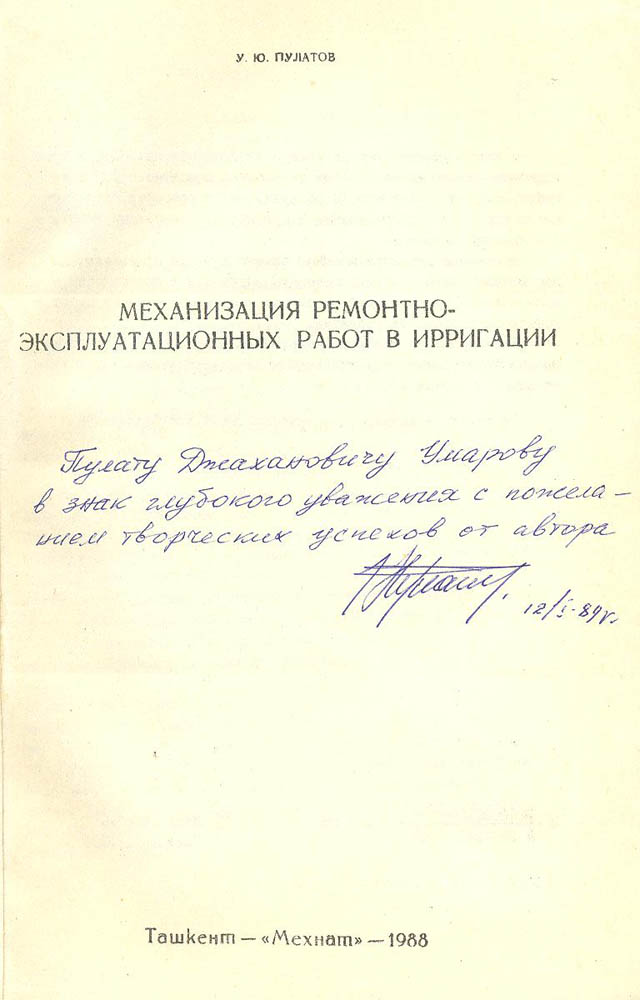 У. Ю. ПУЛАТОВ
МЕХАНИЗАЦИЯ РЕМОНТНО-
ЭКСПЛУАТАЦИОННЫХ РАБОТ В ИРРИГАЦИИ
Пулату Джахановичу Умарову
в знак глубокого уважения с пожела-
нием творческих успехов от автора
12/I-89г.
Ташкент — «Мехнат» — 1988